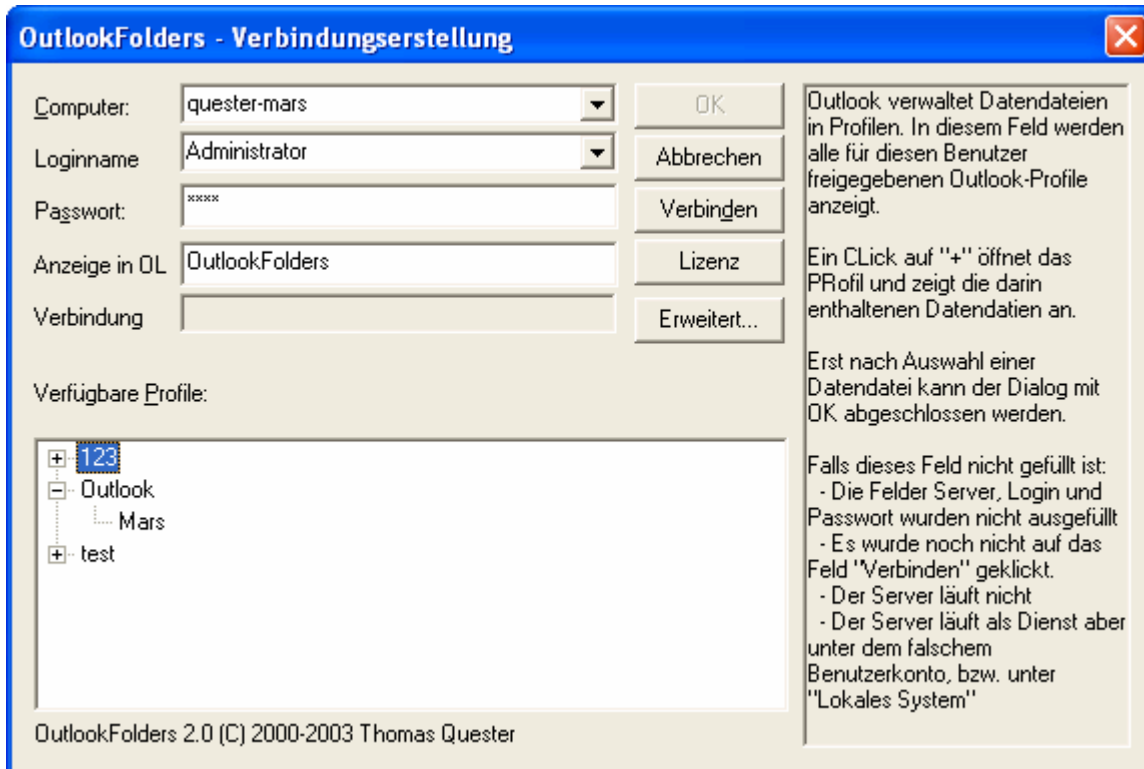 OutlookFolders - Verbindungserstellung
Computer:
quester-mars
OK
Loginname
Administrator
Abbrechen
Passwort:
****
Verbinden
Anzeige in OL
OutlookFolders
Lizenz
Verbindung
Erweitert...
Verfügbare Profile:
123
Outlook
Mars
test
OutlookFolders 2.0 (C) 2000-2003 Thomas Quester
Outlook verwaltet Datendateien
in Profilen. In diesem Feld werden
alle für diesen Benutzer
freigegebenen Outlook-Profile
anzeigt.
Ein CLick auf "+" öffnet das
PRofil und zeigt die darin
enthaltenen Datendatien an.
Erst nach Auswahl einer
Datendatei kann der Dialog mit
OK abgeschlossen werden.
Falls dieses Feld nicht gefüllt ist:
- Die Felder Server, Login und
Passwort wurden nicht ausgefüllt
- Es wurde noch nicht auf das
Feld "Verbinden" geklickt.
- Der Server läuft nicht
- Der Server läuft als Dienst aber
unter dem falschem
Benutzerkonto, bzw. unter
"Lokales System"